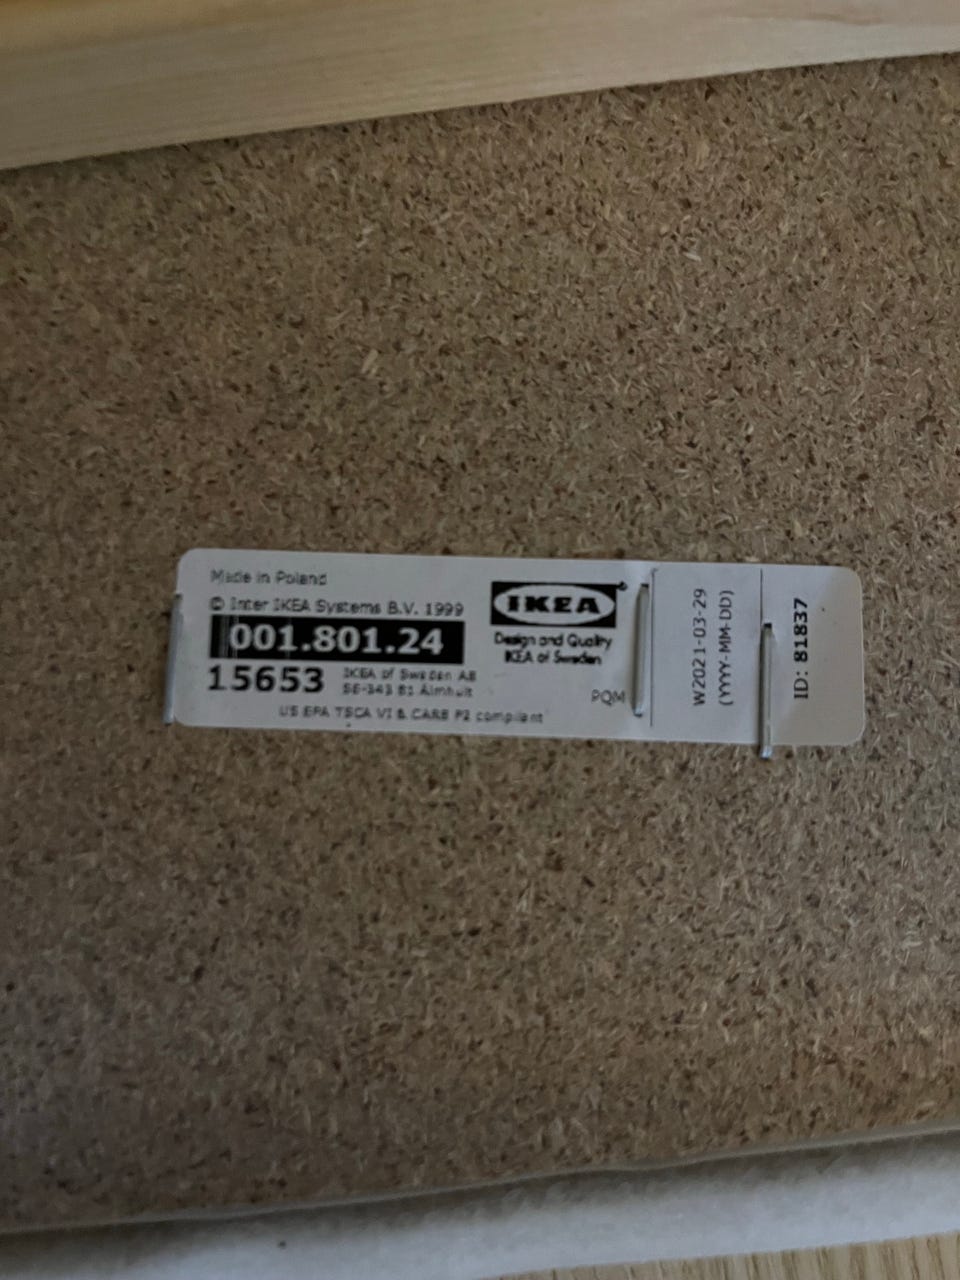 Made in Poland
© Inter IKEA Systems B.V. 1999
001.801.24
15653
IKEA of Sweden AB
SE-343 81 Älmhult
US EPA TSCA VI & CARB P2 compliant
IKEA
Design and Quality
IKEA of Sweden
PQM
W2021-03-29
(YYYY-MM-DD)
ID: 81837